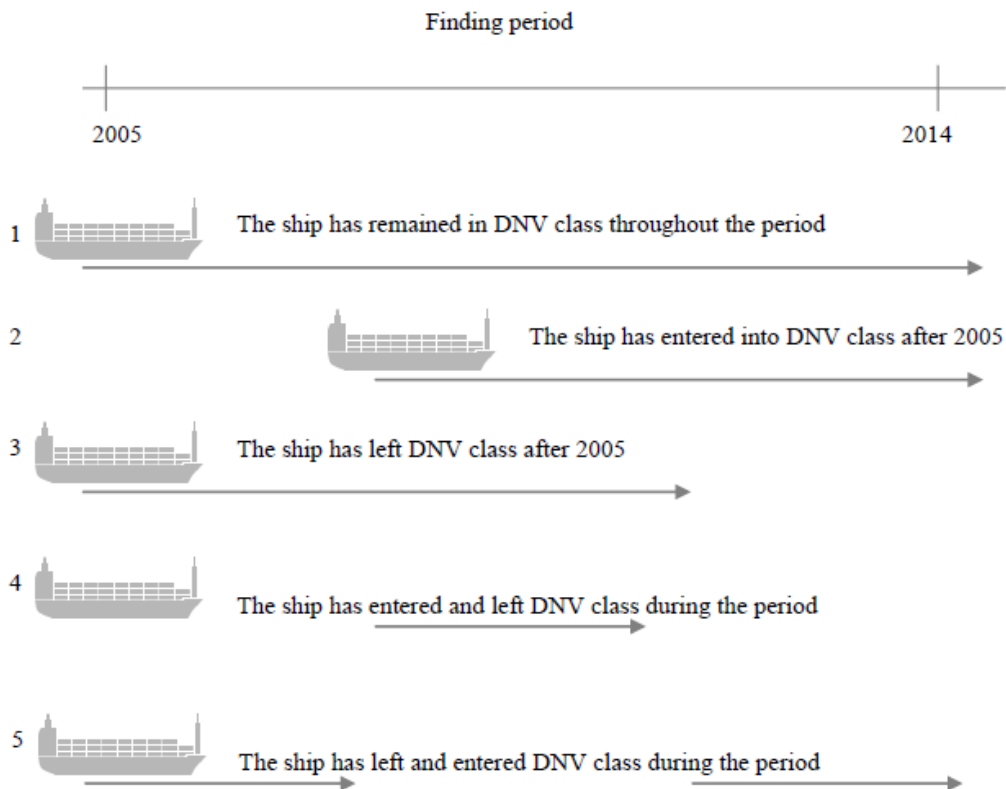 Finding period
2005 2014
1 The ship has remained in DNV class throughout the period
2 The ship has entered into DNV class after 2005
3 The ship has left DNV class after 2005
4 The ship has entered and left DNV class during the period
5 The ship has left and entered DNV class during the period